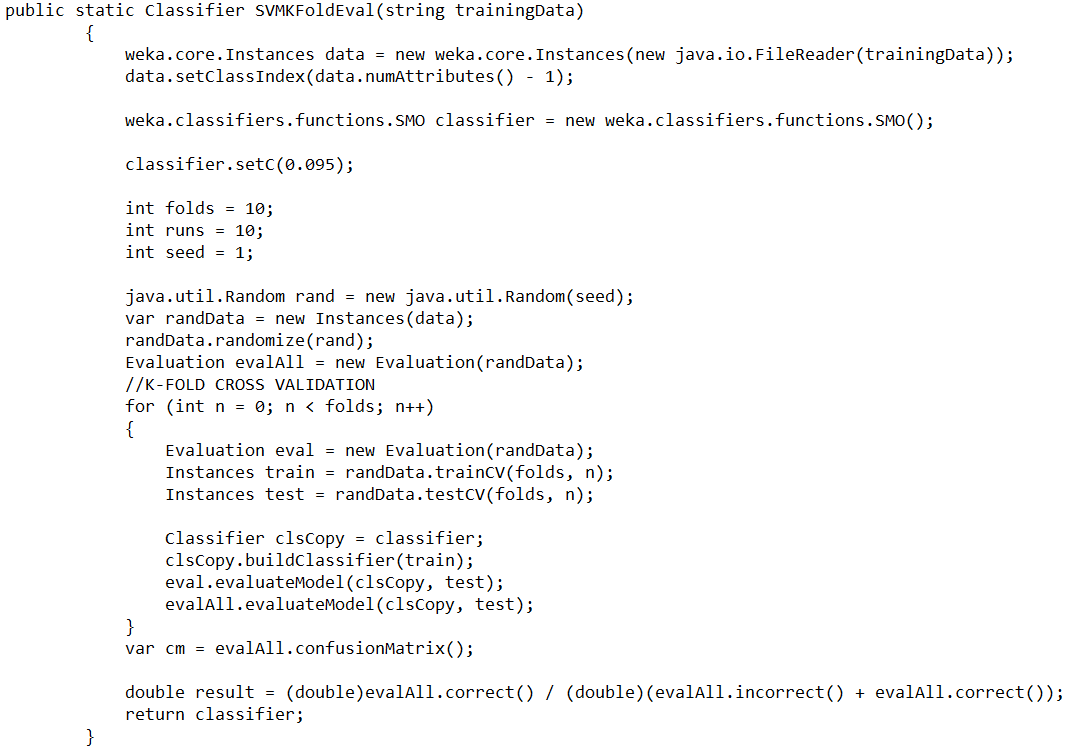 public static Classifier SVMKFoldEval(string trainingData)
{
weka.core.Instances data = new weka.core.Instances(new java.io.FileReader(trainingData));
data.setClassIndex(data.numAttributes() - 1);
weka.classifiers.functions.SMO classifier = new weka.classifiers.functions.SMO();
classifier.setC(0.095);
int folds = 10;
int runs = 10;
int seed = 1;
java.util.Random rand = new java.util.Random(seed);
var randData = new Instances(data);
randData.randomize(rand);
Evaluation evalAll = new Evaluation(randData);
//K-FOLD CROSS VALIDATION
for (int n = 0; n < folds; n++)
{
Evaluation eval = new Evaluation(randData);
Instances train = randData.trainCV(folds, n);
Instances test = randData.testCV(folds, n);
Classifier clsCopy = classifier;
clsCopy.buildClassifier(train);
eval.evaluateModel(clsCopy, test);
evalAll.evaluateModel(clsCopy, test);
}
var cm = evalAll.confusionMatrix();
double result = (double)evalAll.correct() / (double)(evalAll.incorrect() + evalAll.correct());
return classifier;
}